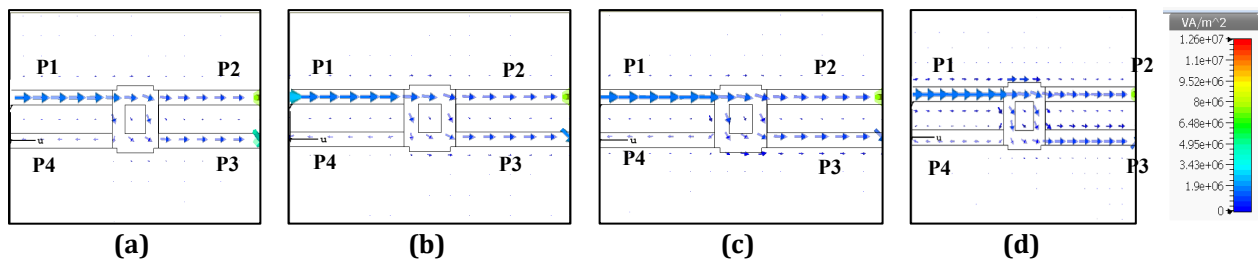 P1 P2
u
P4 P3
(a)
P1 P2
u
P4 P3
(b)
P1 P2
u
P4 P3
(c)
P1 P2
u
P4 P3
(d)
VA/m^2
1.26e+07
1.1e+07
9.52e+06
8e+06
6.48e+06
4.95e+06
3.43e+06
1.9e+06
0